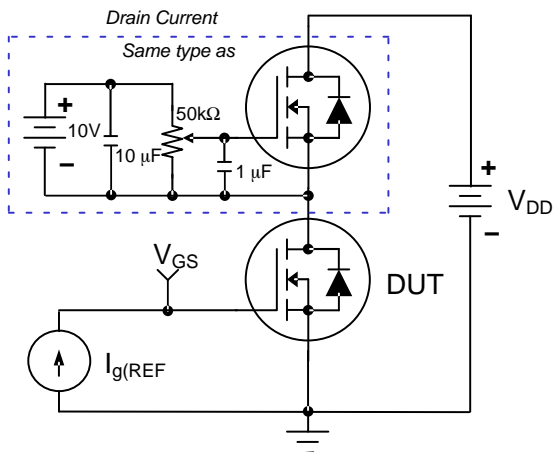 Drain Current
Same type as
+
50kΩ
10V
10 μF
1 μF
−
+
V_DD
−
V_GS
DUT
I_g(REF